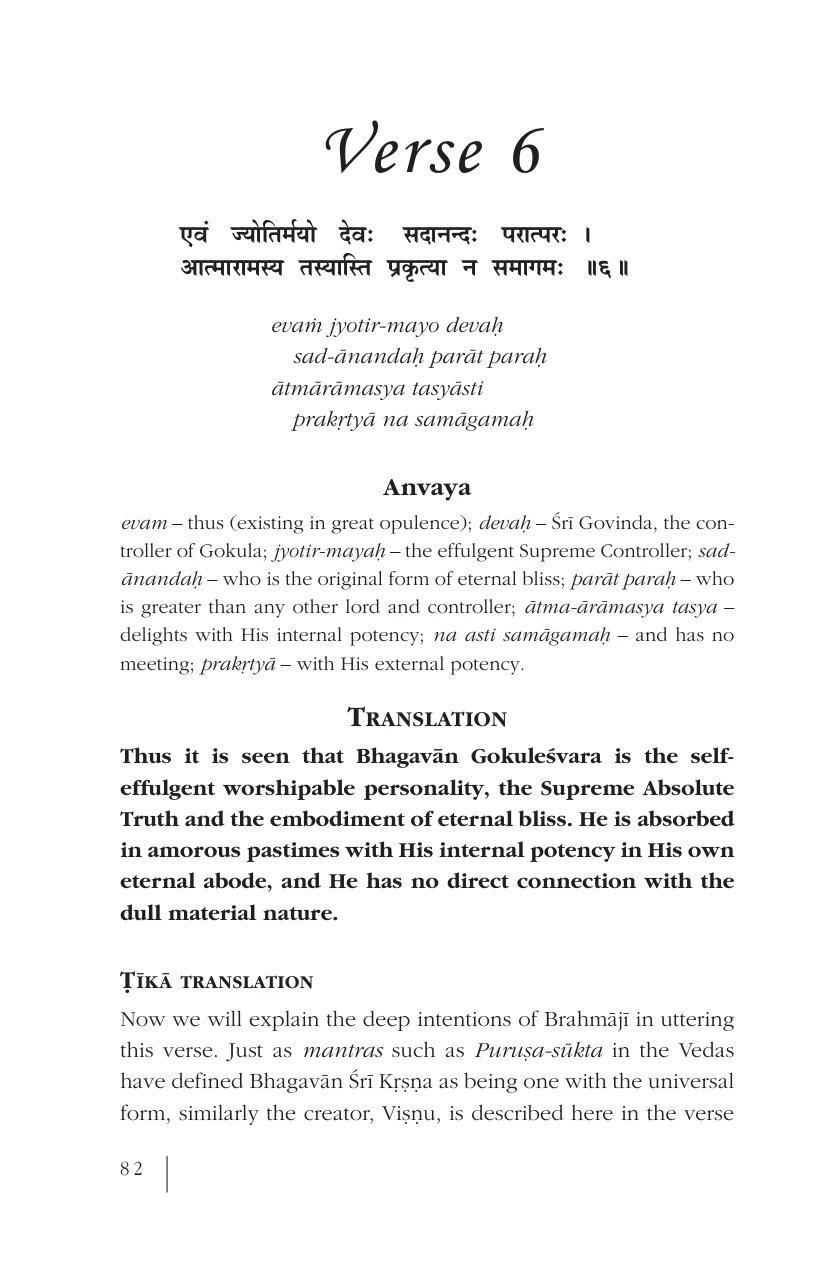 Verse 6
एवं ज्योतिर्मयो देवः सदानन्दः परात्परः ।
आत्मारामस्य तस्यास्ति प्रकृत्या न समागमः ॥६॥
evaṁ jyotir-mayo devaḥ
sad-ānandaḥ parāt paraḥ
ātmārāmasya tasyāsti
prakṛtyā na samāgamaḥ
Anvaya
evam – thus (existing in great opulence); devaḥ – Śrī Govinda, the con-
troller of Gokula; jyotir-mayaḥ – the effulgent Supreme Controller; sad-
ānandaḥ – who is the original form of eternal bliss; parāt paraḥ – who
is greater than any other lord and controller; ātma-ārāmasya tasya –
delights with His internal potency; na asti samāgamaḥ – and has no
meeting; prakṛtyā – with His external potency.
Translation
Thus it is seen that Bhagavān Gokuleśvara is the self-
effulgent worshipable personality, the Supreme Absolute
Truth and the embodiment of eternal bliss. He is absorbed
in amorous pastimes with His internal potency in His own
eternal abode, and He has no direct connection with the
dull material nature.
Ṭīkā translation
Now we will explain the deep intentions of Brahmājī in uttering
this verse. Just as mantras such as Puruṣa-sūkta in the Vedas
have defined Bhagavān Śrī Kṛṣṇa as being one with the universal
form, similarly the creator, Viṣṇu, is described here in the verse
82